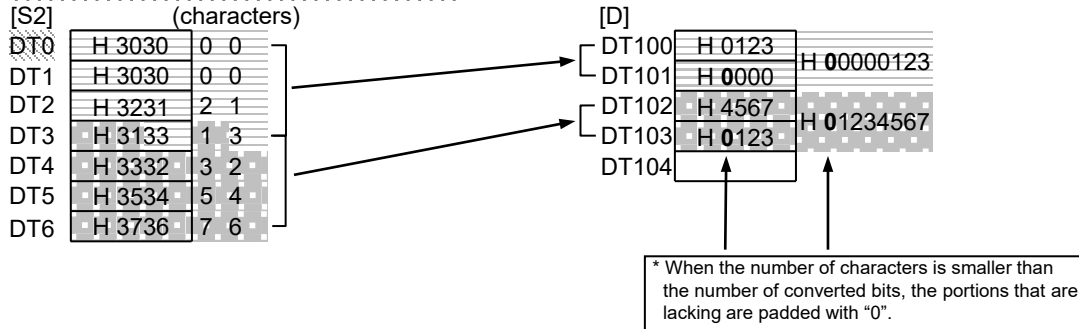 [S2] (characters) [D]
DT0 H 3030 0 0
DT1 H 3030 0 0
DT2 H 3231 2 1
DT3 H 3133 1 3
DT4 H 3332 3 2
DT5 H 3534 5 4
DT6 H 3736 7 6
DT100 H 0123 H 00000123
DT101 H 0000
DT102 H 4567 H 01234567
DT103 H 0123
DT104
* When the number of characters is smaller than
the number of converted bits, the portions that are
lacking are padded with “0”.